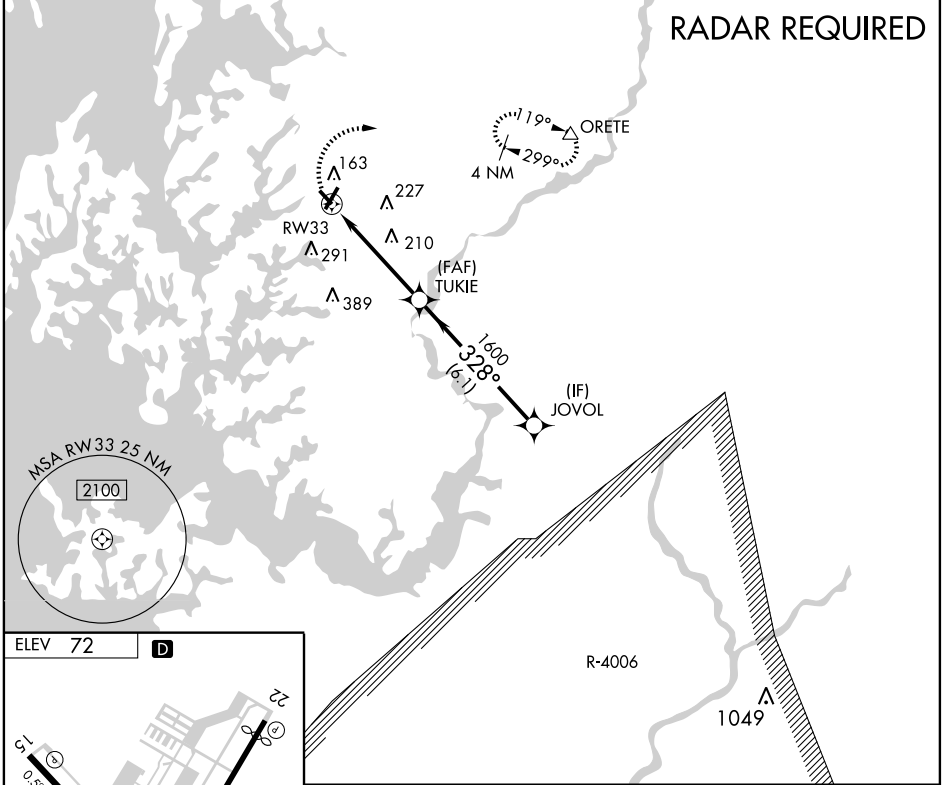 RADAR REQUIRED
119°
ORETE
299°
4 NM
163
227
RW33
210
291
(FAF)
TUKIE
389
1600
328°
(6.1)
(IF)
JOVOL
MSA RW33 25 NM
2100
ELEV 72
D
R-4006
1049
22
P
15
P